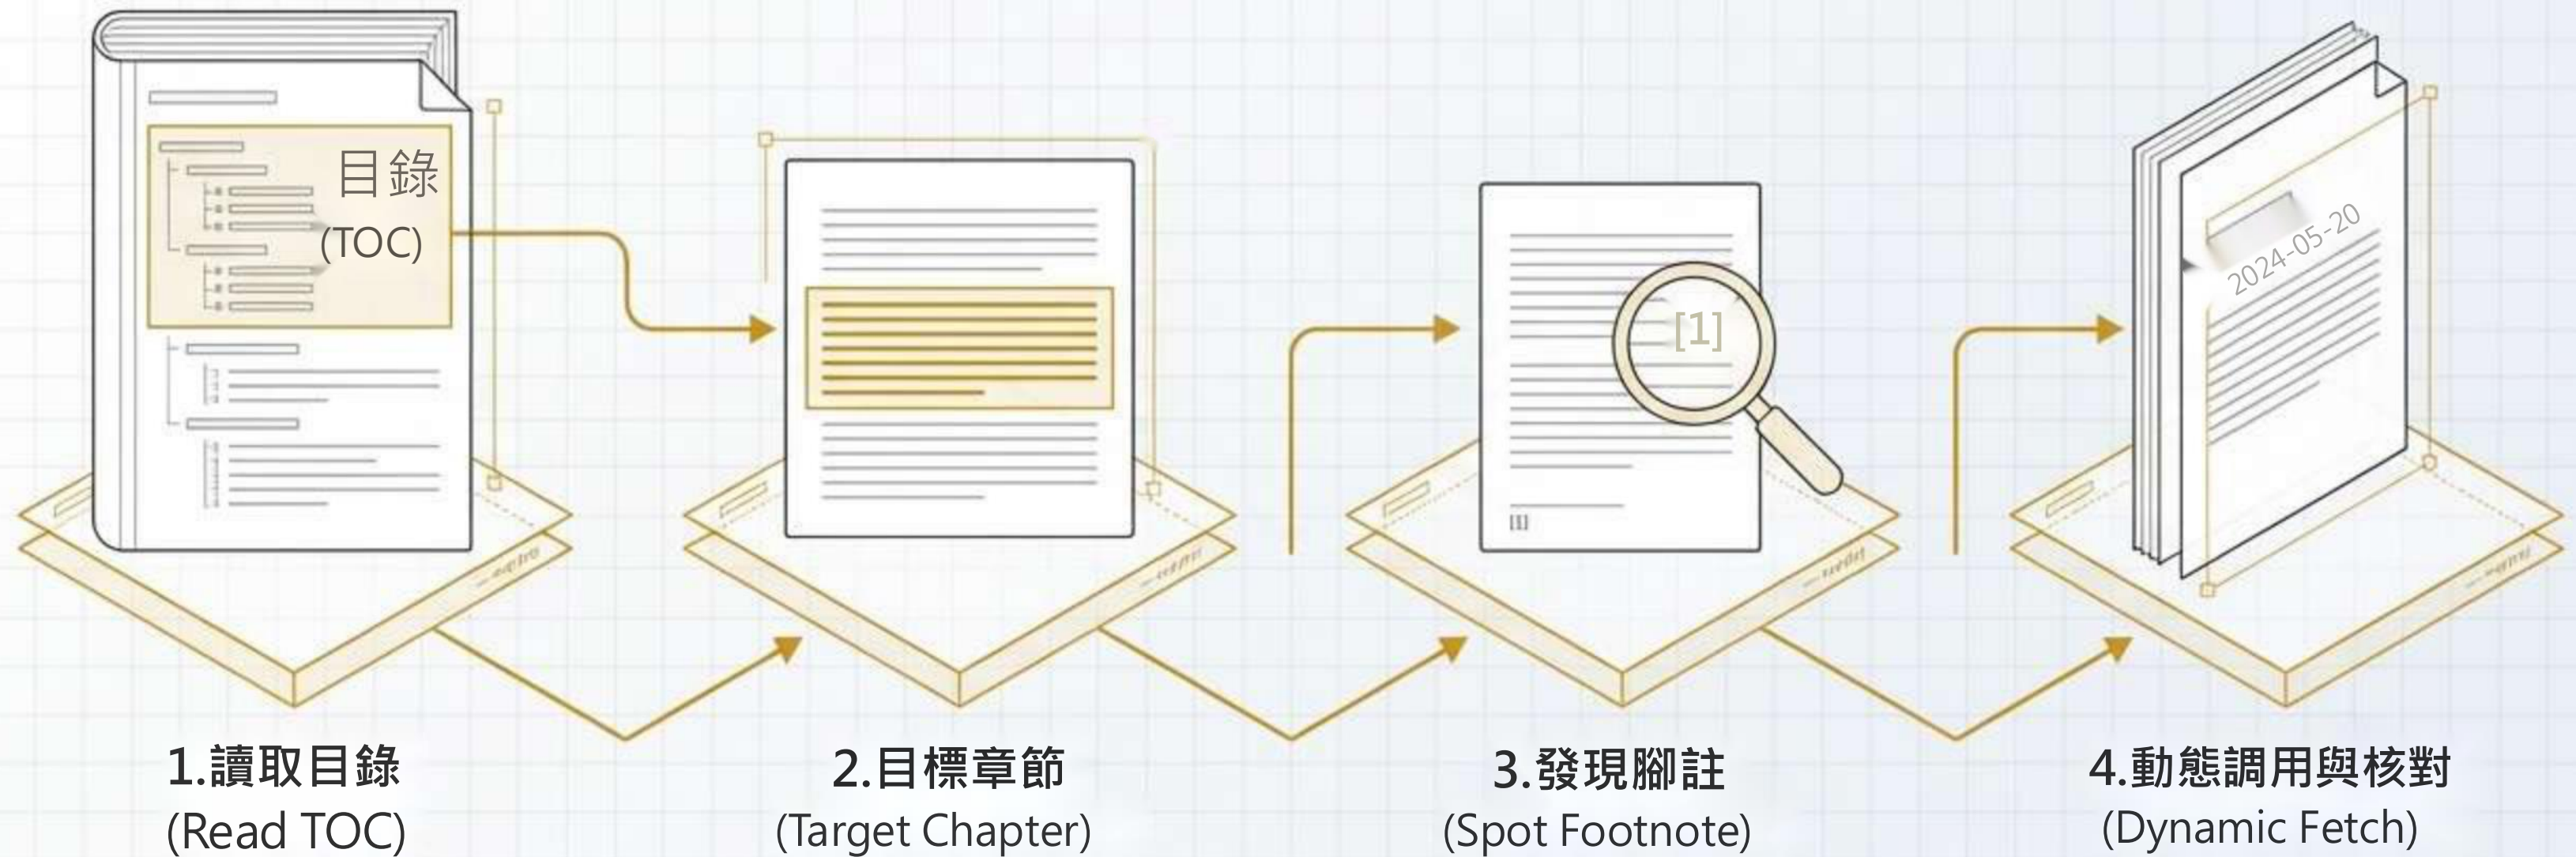 目錄
(TOC)
[1]
[1]
2024-05-20
1.讀取目錄
(Read TOC)
2.目標章節
(Target Chapter)
3.發現腳註
(Spot Footnote)
4.動態調用與核對
(Dynamic Fetch)